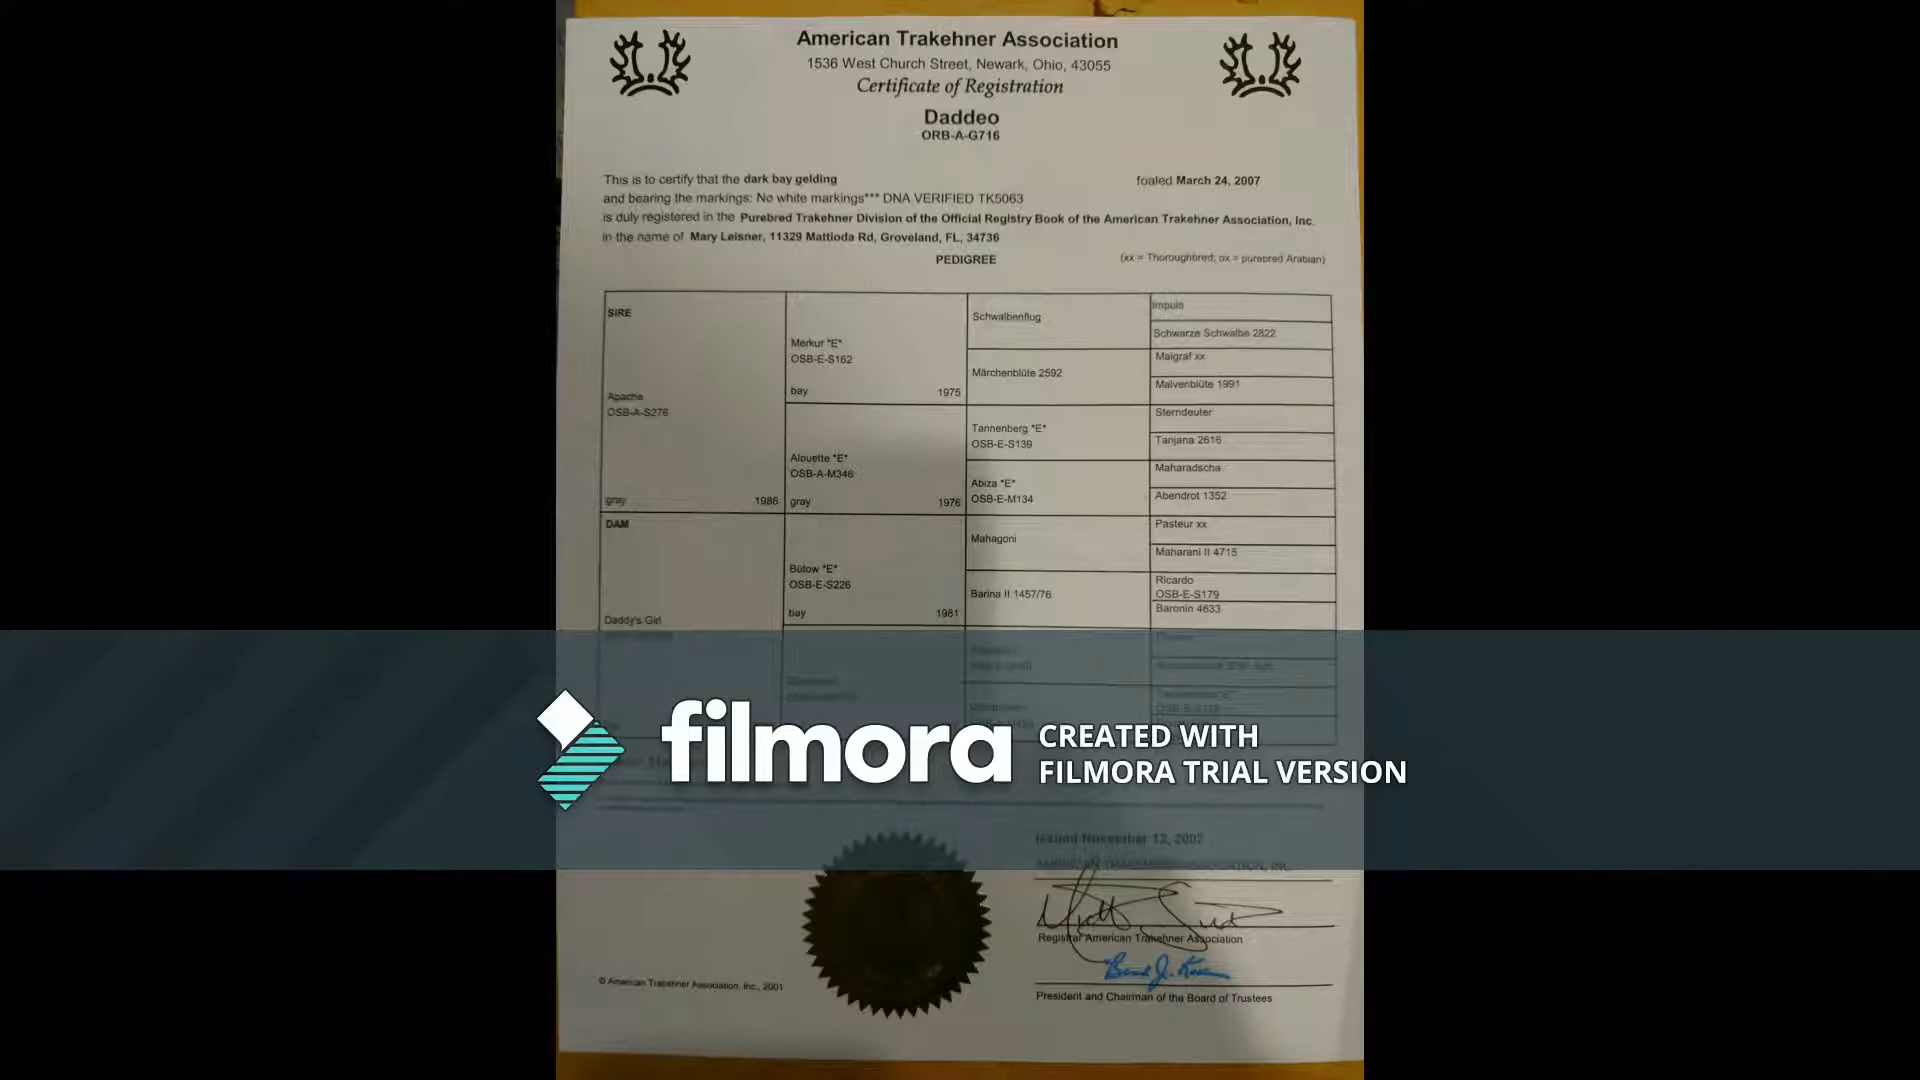 American Trakehner Association
1536 West Church Street, Newark, Ohio, 43055
Certificate of Registration
Daddeo
ORB-A-G716
This is to certify that the dark bay gelding
foaled March 24, 2007
and bearing the markings: No white markings*** DNA VERIFIED TK5063
is duly registered in the Purebred Trakehner Division of the Official Registry Book of the American Trakehner Association, Inc.
in the name of Mary Leisner, 11329 Mattioda Rd, Groveland, FL, 34736
PEDIGREE
(xx = Thoroughbred; ox = purebred Arabian)
SIRE
Apache
OSB-A-S276
gray 1986
Merkur *E*
OSB-E-S162
bay 1975
Alouette *E*
OSB-A-M346
gray 1976
Schwalbenflug
Märchenblüte 2592
Tannenberg *E*
OSB-E-S139
Abiza *E*
OSB-E-M134
Impuls
Schwarze Schwalbe 2822
Maigraf xx
Malvenblüte 1991
Sterndeuter
Tanjana 2616
Maharadscha
Abendrot 1352
DAM
Daddy's Girl
Bütow *E*
OSB-E-S226
bay 1981
Mahagoni
Barina II 1457/76
Pasteur xx
Maharani II 4715
Ricardo
OSB-E-S179
Baronin 4633
filmora
CREATED WITH
FILMORA TRIAL VERSION
Issued November 12, 2007
AMERICAN TRAKEHNER ASSOCIATION, INC.
Registrar American Trakehner Association
President and Chairman of the Board of Trustees
© American Trakehner Association, Inc., 2001